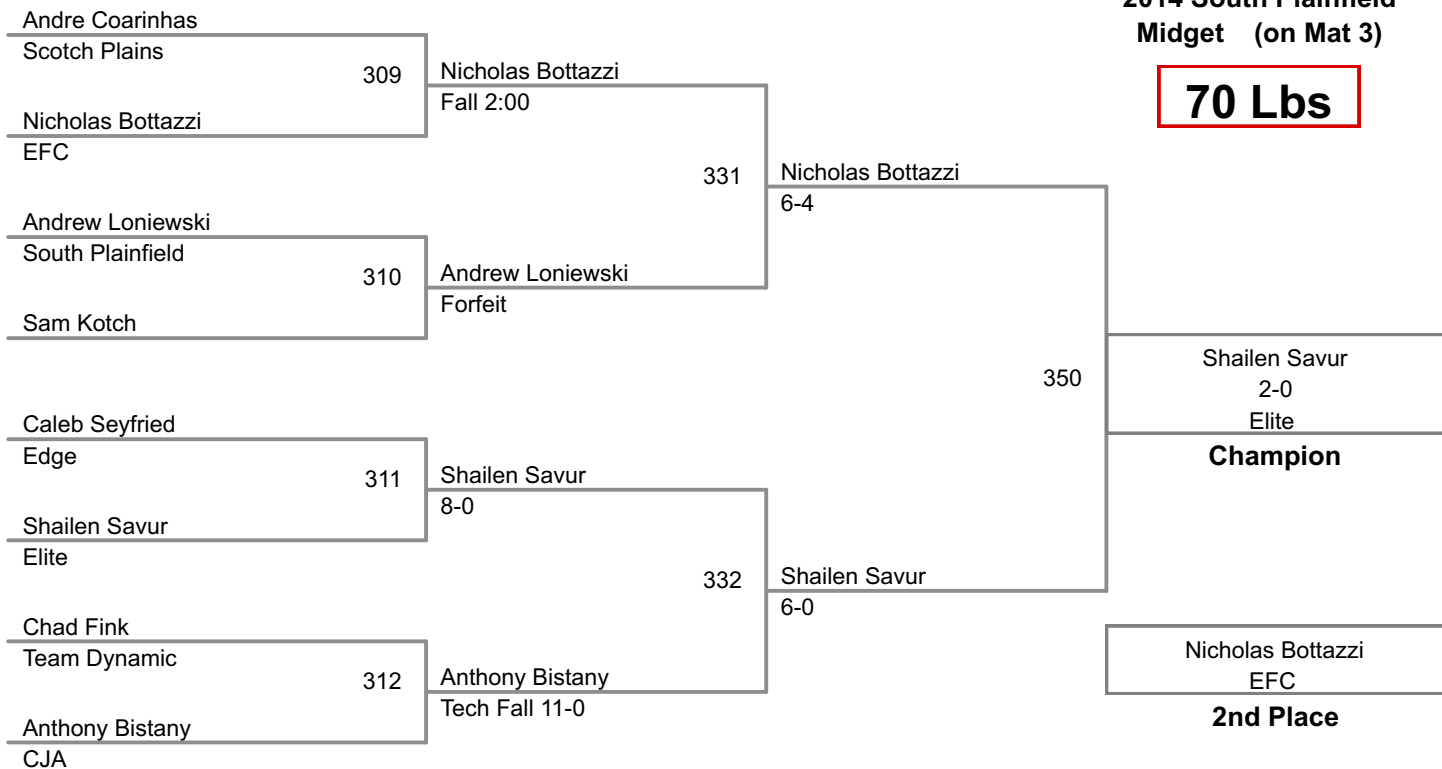 2014 South Plainfield
Midget (on Mat 3)
70 Lbs
Andre Coarinhas
Scotch Plains
309
Nicholas Bottazzi
Fall 2:00
Nicholas Bottazzi
EFC
331
Nicholas Bottazzi
6-4
Andrew Loniewski
South Plainfield
310
Andrew Loniewski
Forfeit
Sam Kotch
350
Shailen Savur
2-0
Elite
Champion
Caleb Seyfried
Edge
311
Shailen Savur
8-0
Shailen Savur
Elite
332
Shailen Savur
6-0
Chad Fink
Team Dynamic
312
Anthony Bistany
Tech Fall 11-0
Anthony Bistany
CJA
Nicholas Bottazzi
EFC
2nd Place